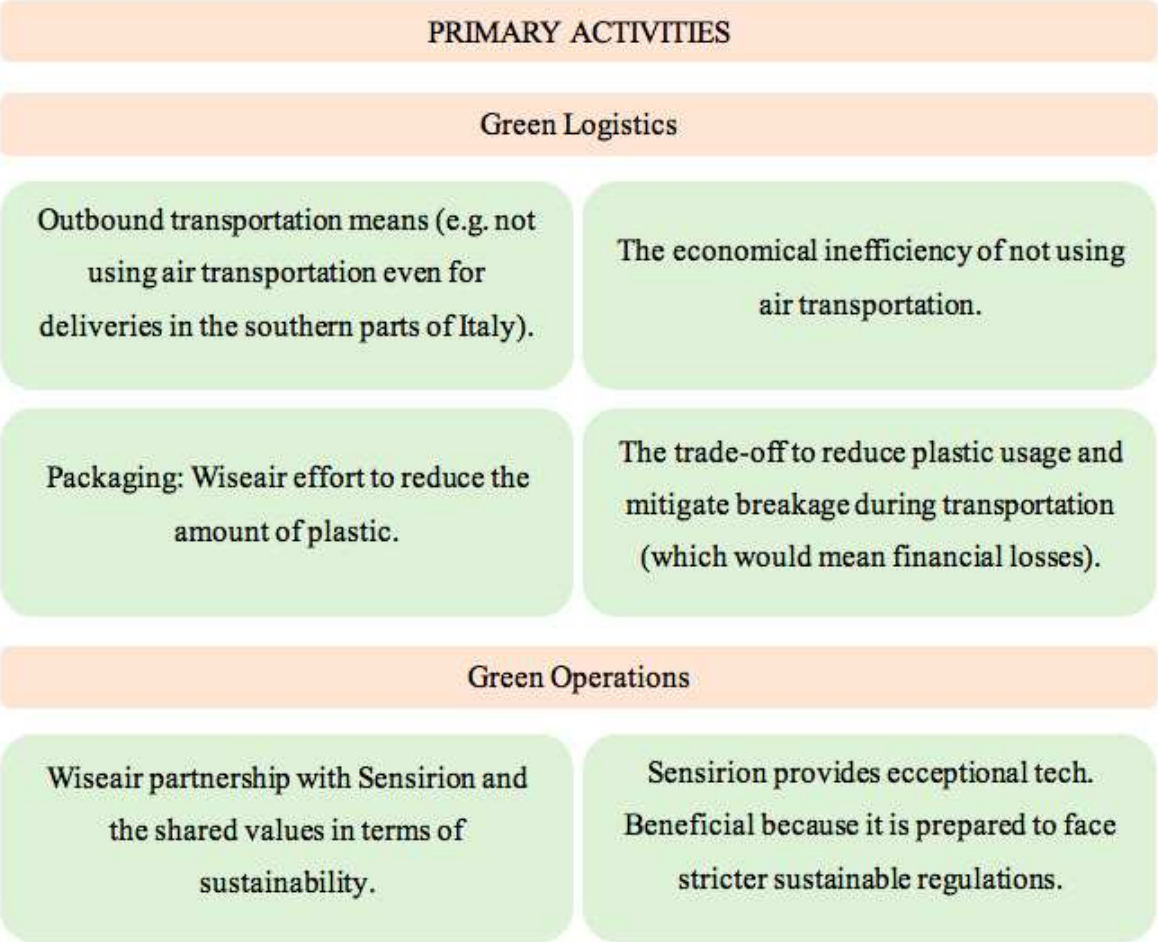 PRIMARY ACTIVITIES
Green Logistics
Outbound transportation means (e.g. not
using air transportation even for
deliveries in the southern parts of Italy).
The economical inefficiency of not using
air transportation.
Packaging: Wiseair effort to reduce the
amount of plastic.
The trade-off to reduce plastic usage and
mitigate breakage during transportation
(which would mean financial losses).
Green Operations
Wiseair partnership with Sensirion and
the shared values in terms of
sustainability.
Sensirion provides ecceptional tech.
Beneficial because it is prepared to face
stricter sustainable regulations.